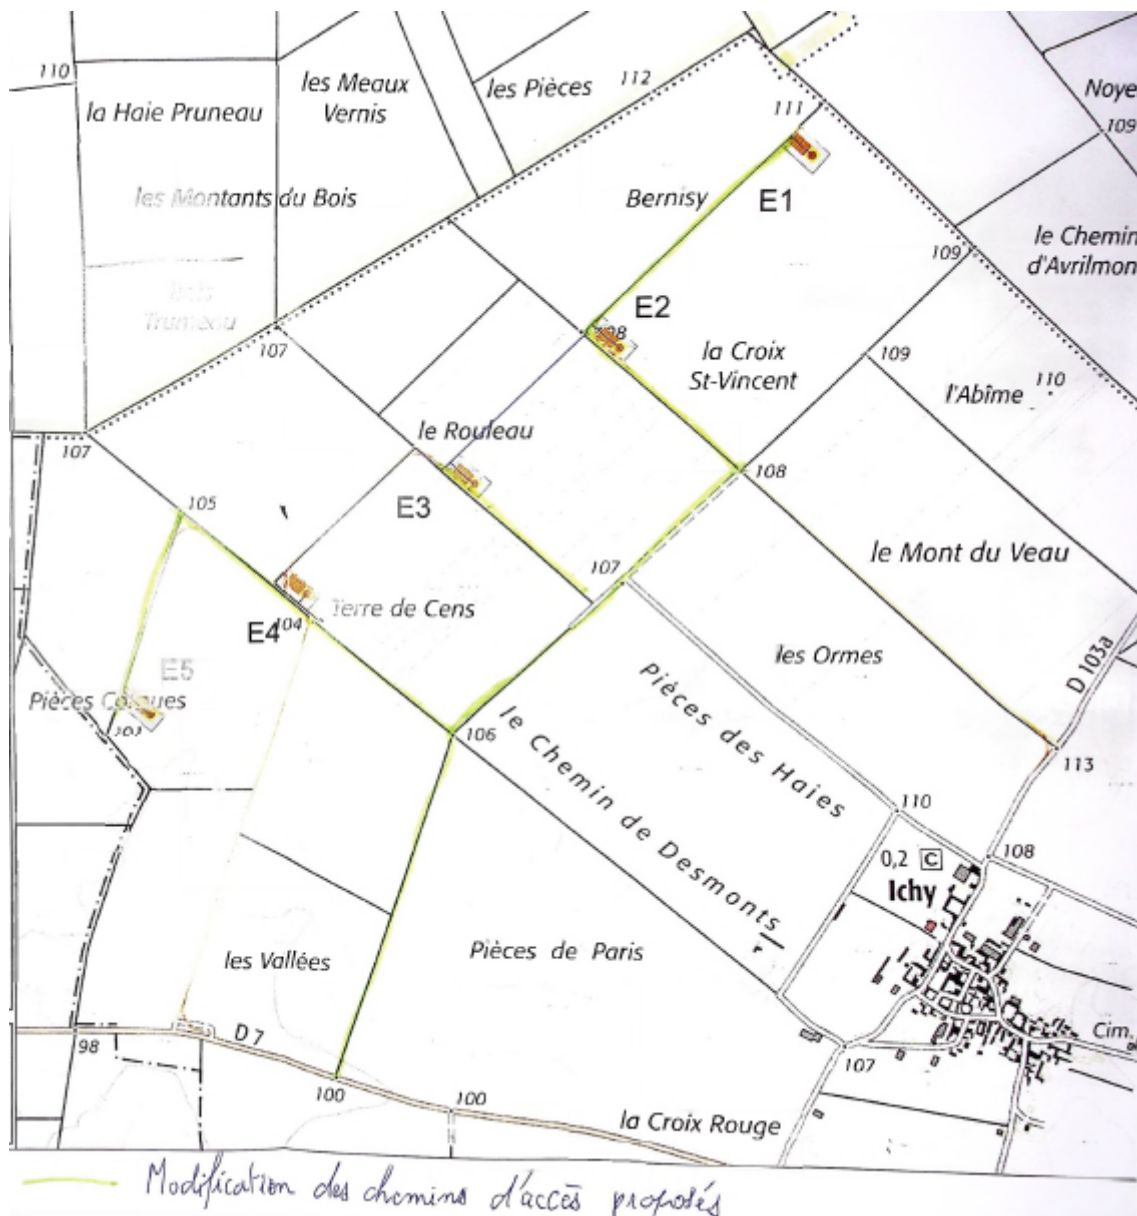 110
la Haie Pruneau
les Meaux
Vernis
les Pièces
112
111
Noye
109
les Montants du Bois
Bernisy
E1
le Chemin
d'Avrilmon
109
Bois
Trumeau
107
E2
108
la Croix
St-Vincent
109
110
l'Abîme
107
le Rouleau
108
105
E3
107
le Mont du Veau
Terre de Cens
E4
104
les Ormes
D 103a
E5
Pièces
Pièces des Haies
106
le Chemin de Desmonts
113
110
0,2 C
108
Ichy
les Vallées
Pièces de Paris
D 7
98
Cim.
107
100
100
la Croix Rouge
Modification des chemins d'accès proposés